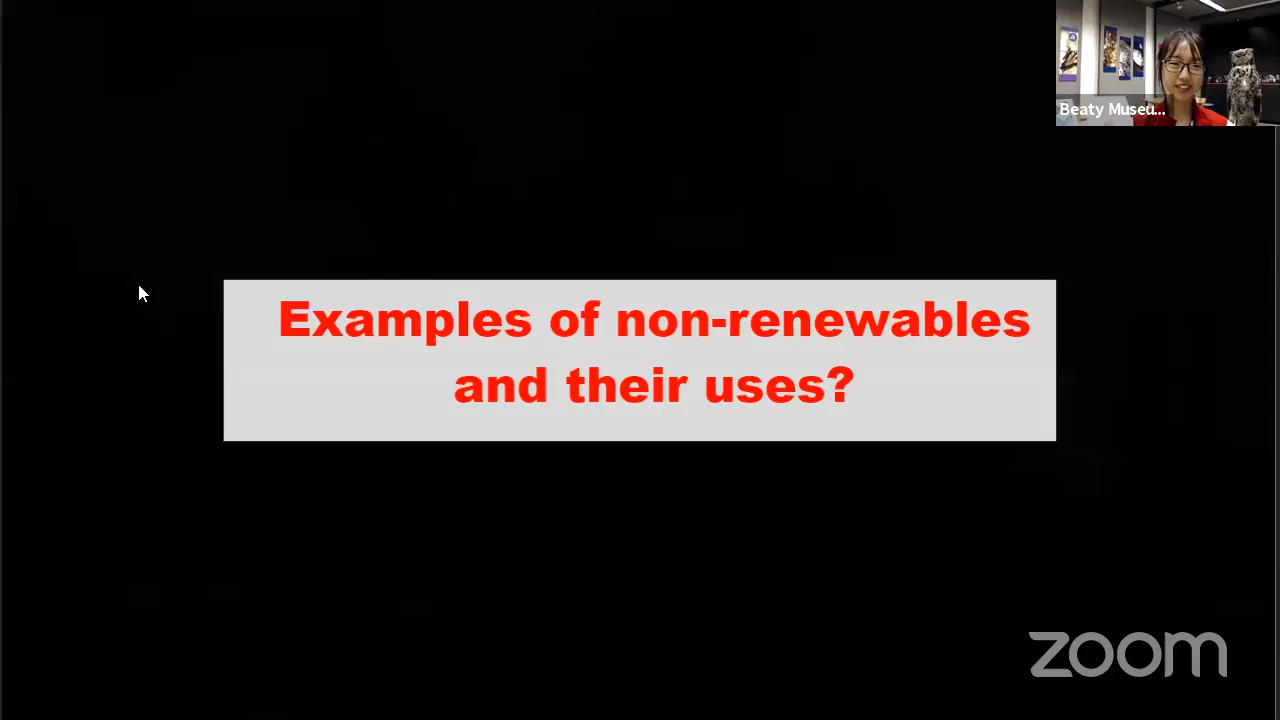 Beaty Museu...
Examples of non-renewables
and their uses?
zoom